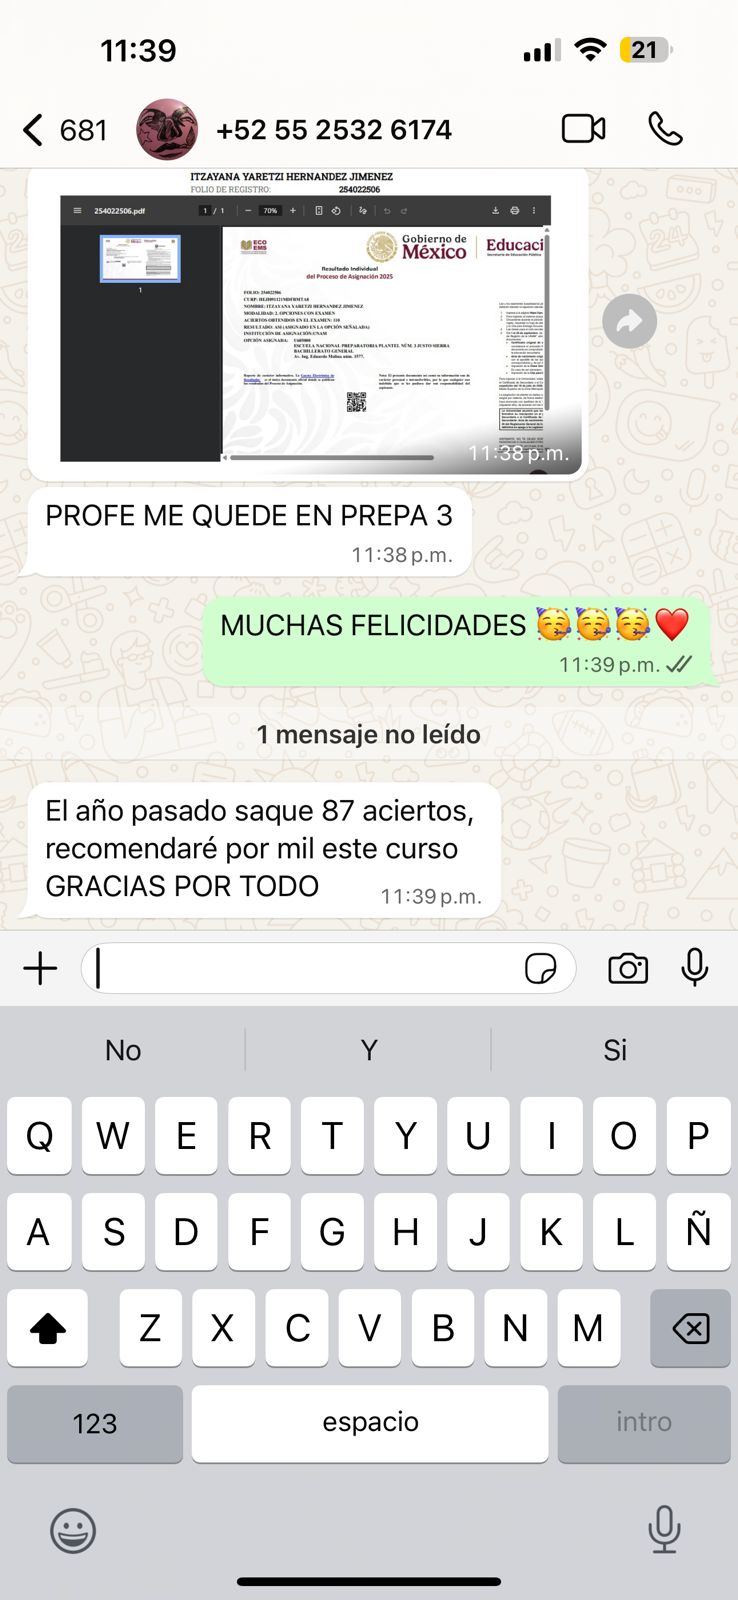 11:39
21
681
+52 55 2532 6174
ITZAYANA YARETZI HERNANDEZ JIMENEZ
FOLIO DE REGISTRO: 254022506
254022506.pdf
1 / 1
70%
ECO
EMS
Gobierno de
México
Educaci
Secretaría de Educación Pública
1
Resultado Individual
del Proceso de Asignación 2025
FOLIO: 254022506
NOMBRE: ITZAYANA YARETZI HERNANDEZ JIMENEZ
MODALIDAD: 2. OPCIONES CON EXAMEN
ACIERTOS OBTENIDOS EN EL EXAMEN: 110
RESULTADO: ASI (ASIGNADO EN LA OPCIÓN SEÑALADA)
INSTITUCIÓN DE ASIGNACIÓN: UNAM
OPCIÓN ASIGNADA:
ESCUELA NACIONAL PREPARATORIA PLANTEL NÚM. 3 JUSTO SIERRA
BACHILLERATO GENERAL
Av. Ing. Eduardo Molina núm. 1577.
11:38 p.m.
PROFE ME QUEDE EN PREPA 3
11:38 p.m.
MUCHAS FELICIDADES 🥳🥳🥳❤️
11:39 p.m.
1 mensaje no leído
El año pasado saque 87 aciertos,
recomendaré por mil este curso
GRACIAS POR TODO
11:39 p.m.
No Y Si
Q W E R T Y U I O P
A S D F G H J K L Ñ
Z X C V B N M
123 espacio intro